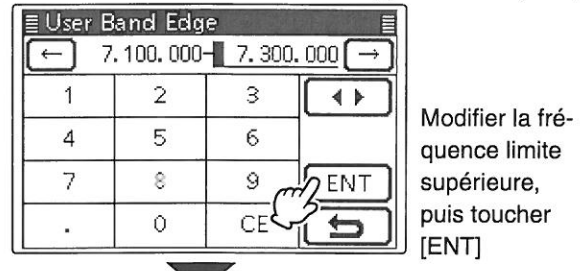 User Band Edge
← 7.100.000- 7.300.000 →
1 2 3 ◀ ▶
4 5 6
7 8 9 ENT
. 0 CE
Modifier la fré-
quence limite
supérieure,
puis toucher
[ENT]